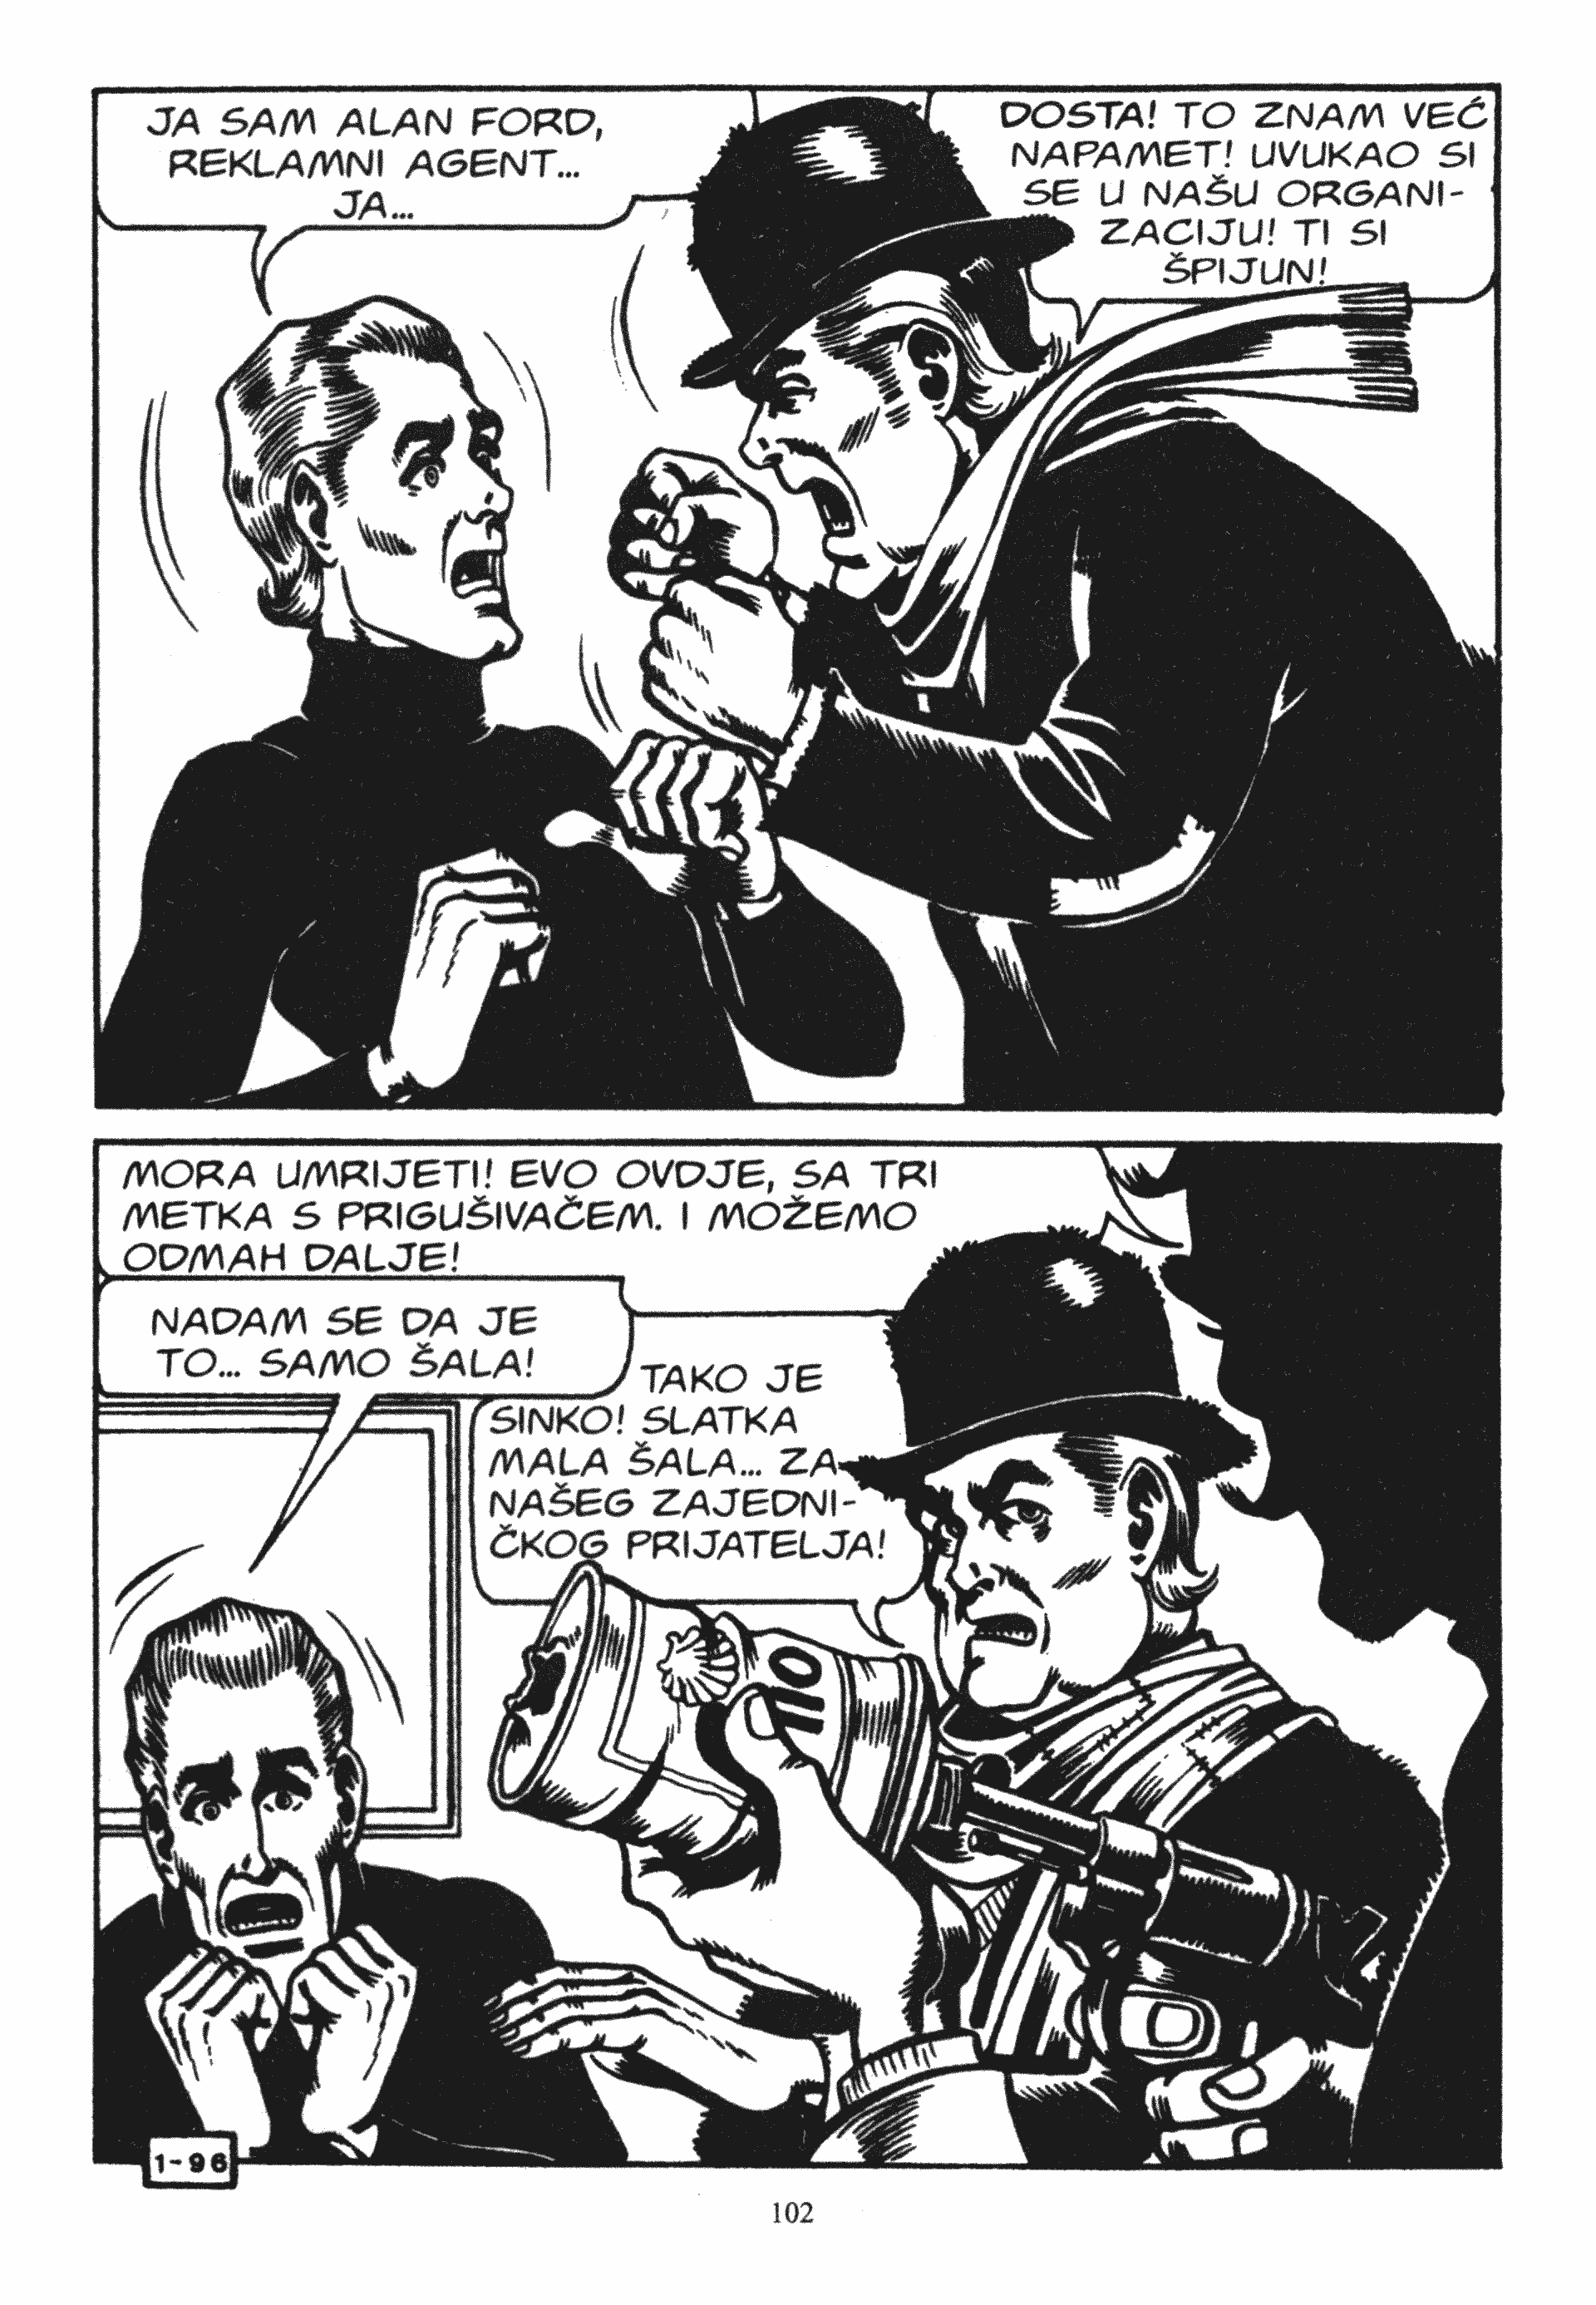 JA SAM ALAN FORD,
REKLAMNI AGENT...
JA...
DOSTA! TO ZNAM VEĆ
NAPAMET! UVUKAO SI
SE U NAŠU ORGANI-
ZACIJU! TI SI
ŠPIJUN!
MORA UMRIJETI! EVO OVDJE, SA TRI
METKA S PRIGUŠIVAČEM. I MOŽEMO
ODMAH DALJE!
NADAM SE DA JE
TO... SAMO ŠALA!
TAKO JE
SINKO! SLATKA
MALA ŠALA... ZA
NAŠEG ZAJEDNI-
ČKOG PRIJATELJA!
OIL
1-96
102